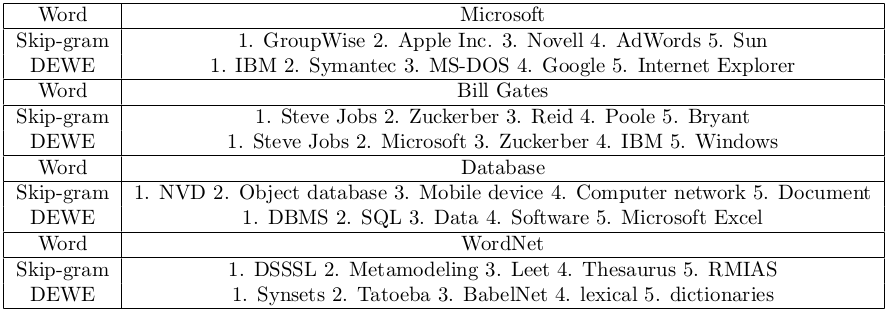 Word Microsoft
Skip-gram 1. GroupWise 2. Apple Inc. 3. Novell 4. AdWords 5. Sun
DEWE 1. IBM 2. Symantec 3. MS-DOS 4. Google 5. Internet Explorer
Word Bill Gates
Skip-gram 1. Steve Jobs 2. Zuckerber 3. Reid 4. Poole 5. Bryant
DEWE 1. Steve Jobs 2. Microsoft 3. Zuckerber 4. IBM 5. Windows
Word Database
Skip-gram 1. NVD 2. Object database 3. Mobile device 4. Computer network 5. Document
DEWE 1. DBMS 2. SQL 3. Data 4. Software 5. Microsoft Excel
Word WordNet
Skip-gram 1. DSSSL 2. Metamodeling 3. Leet 4. Thesaurus 5. RMIAS
DEWE 1. Synsets 2. Tatoeba 3. BabelNet 4. lexical 5. dictionaries